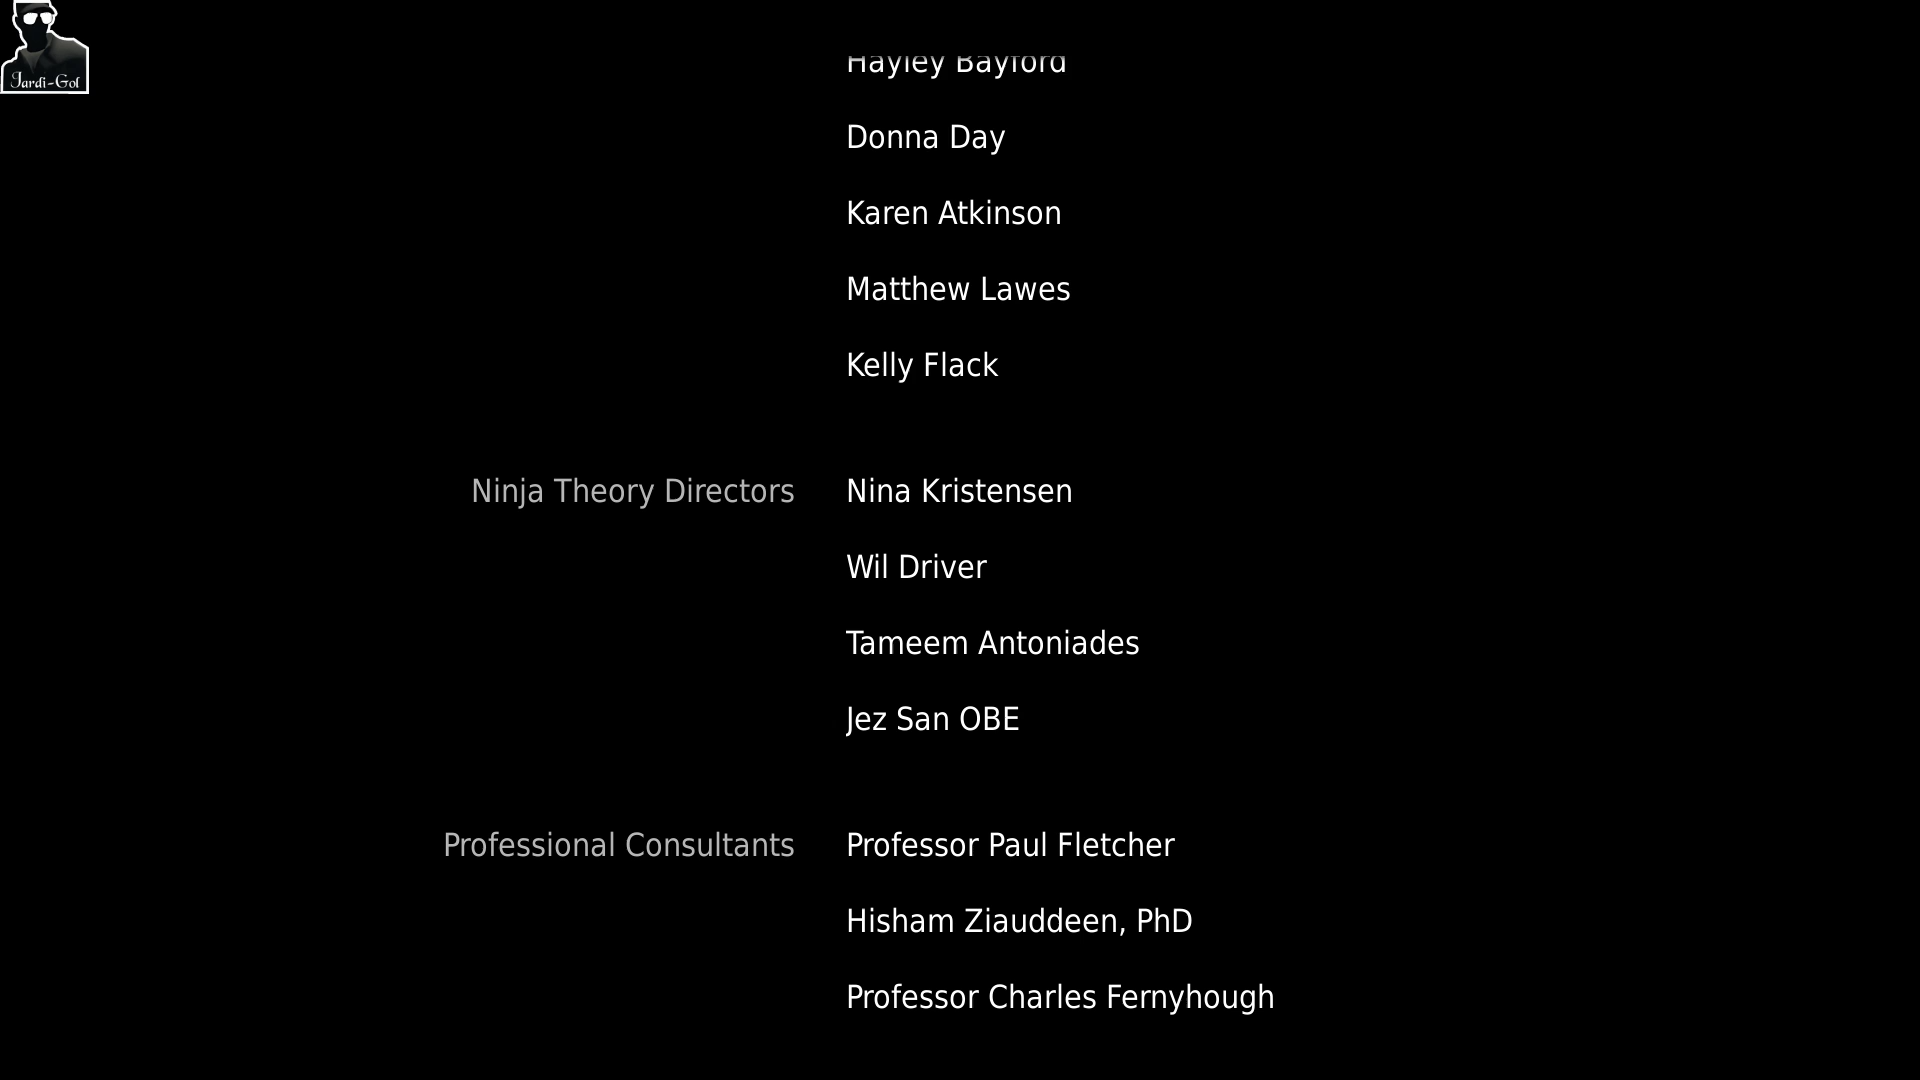 Jardi-Gol
Hayley Bayford
Donna Day
Karen Atkinson
Matthew Lawes
Kelly Flack
Ninja Theory Directors Nina Kristensen
Wil Driver
Tameem Antoniades
Jez San OBE
Professional Consultants Professor Paul Fletcher
Hisham Ziauddeen, PhD
Professor Charles Fernyhough